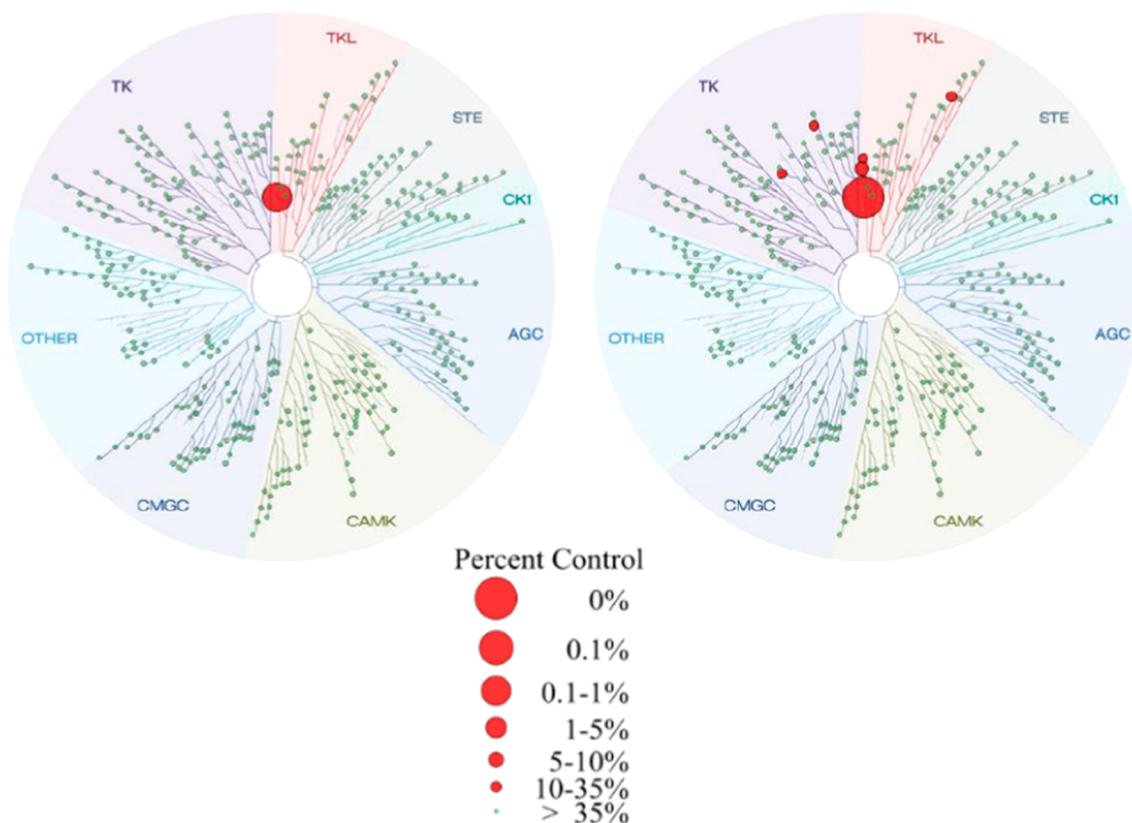 TKL
TK
STE
CK1
OTHER
AGC
CMGC
CAMK
TKL
TK
STE
CK1
OTHER
AGC
CMGC
CAMK
Percent Control
0%
0.1%
0.1-1%
1-5%
5-10%
10-35%
> 35%